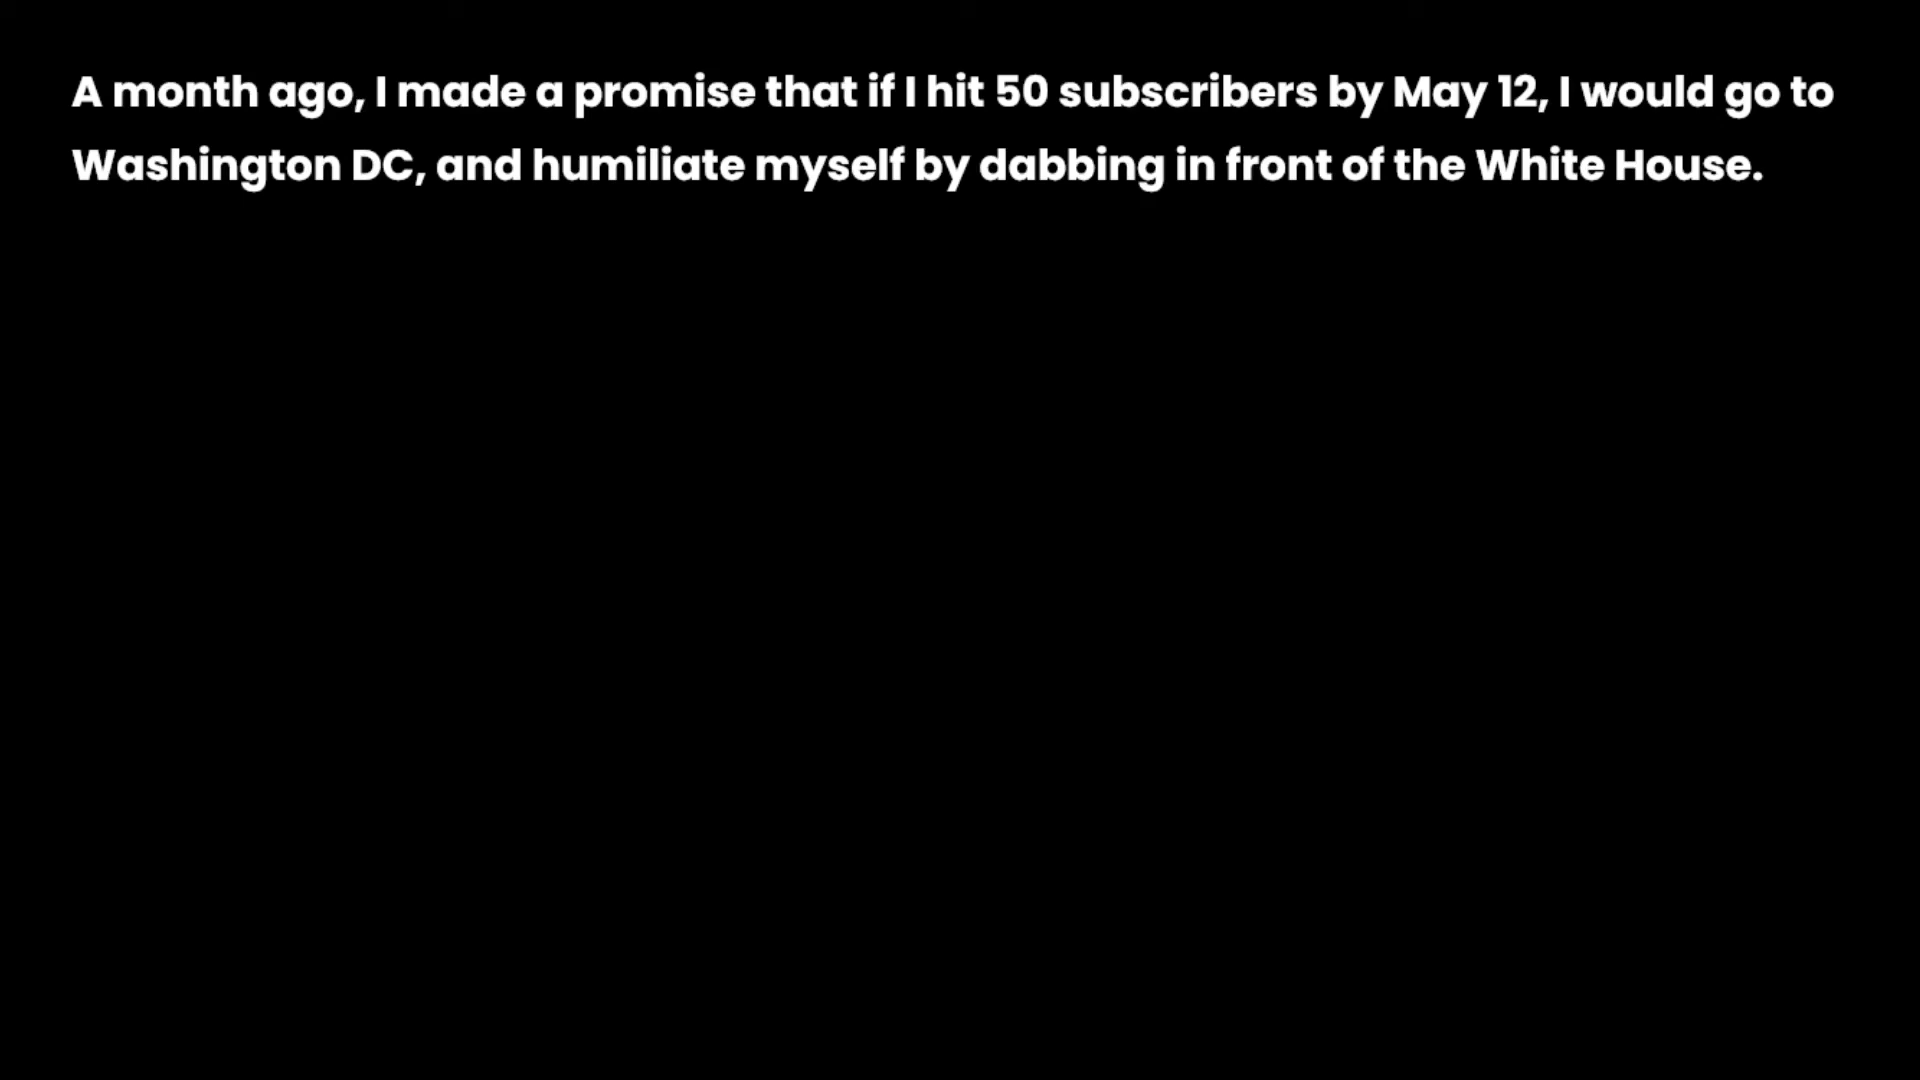 A month ago, I made a promise that if I hit 50 subscribers by May 12, I would go to
Washington DC, and humiliate myself by dabbing in front of the White House.